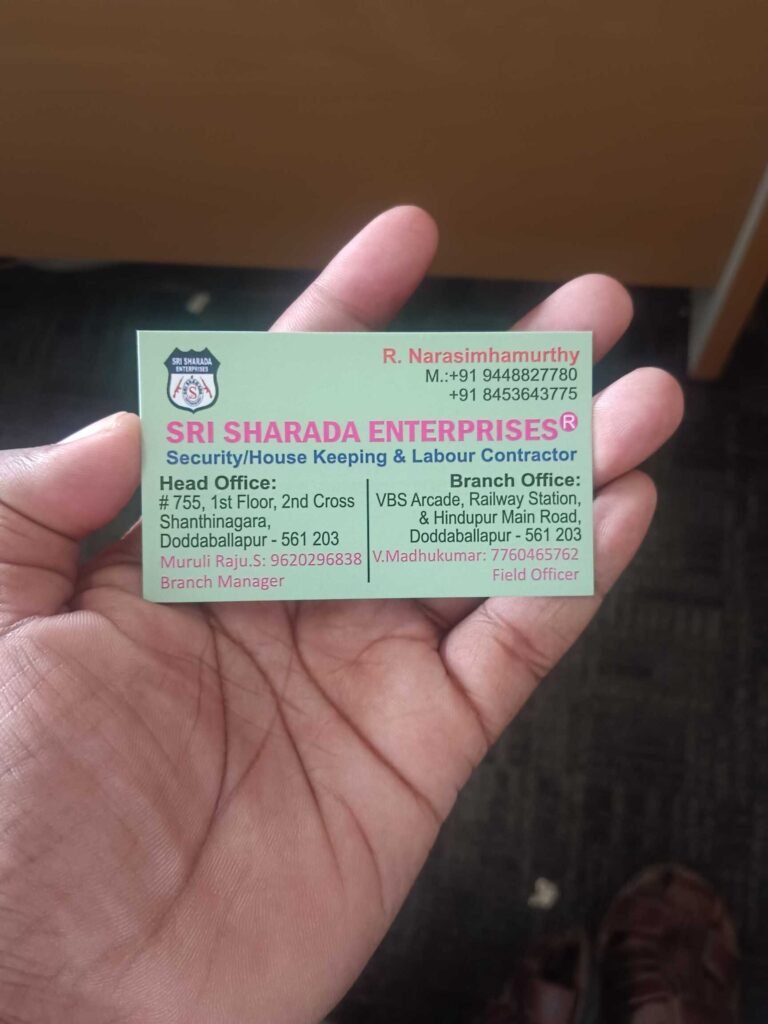 SRI SHARADA
ENTERPRISES
S
R. Narasimhamurthy
M.:+91 9448827780
+91 8453643775
SRI SHARADA ENTERPRISES®
Security/House Keeping & Labour Contractor
Head Office:
# 755, 1st Floor, 2nd Cross
Shanthinagara,
Doddaballapur - 561 203
Muruli Raju.S: 9620296838
Branch Manager
Branch Office:
VBS Arcade, Railway Station,
& Hindupur Main Road,
Doddaballapur - 561 203
V.Madhukumar: 7760465762
Field Officer